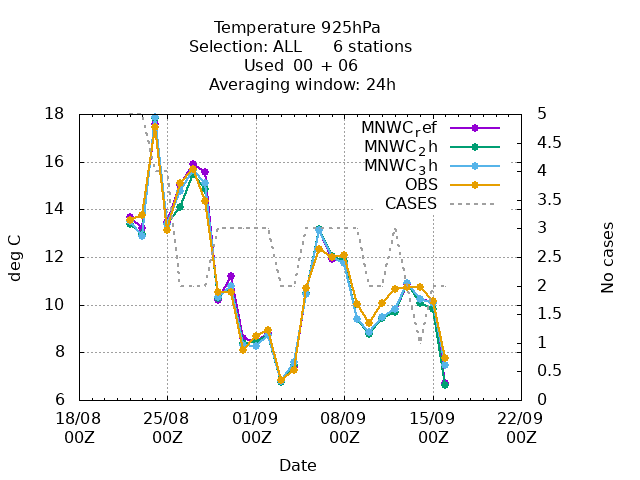 Temperature 925hPa
Selection: ALL 6 stations
Used 00 + 06
Averaging window: 24h
18 5
MNWC_ref
4.5
MNWC_2h
16 4
MNWC_3h
OBS
3.5
CASES
14 3
deg C
12 2.5
No cases
2
10
1.5
8 1
0.5
6 0
18/08 25/08 01/09 08/09 15/09 22/09
00Z 00Z 00Z 00Z 00Z 00Z
Date